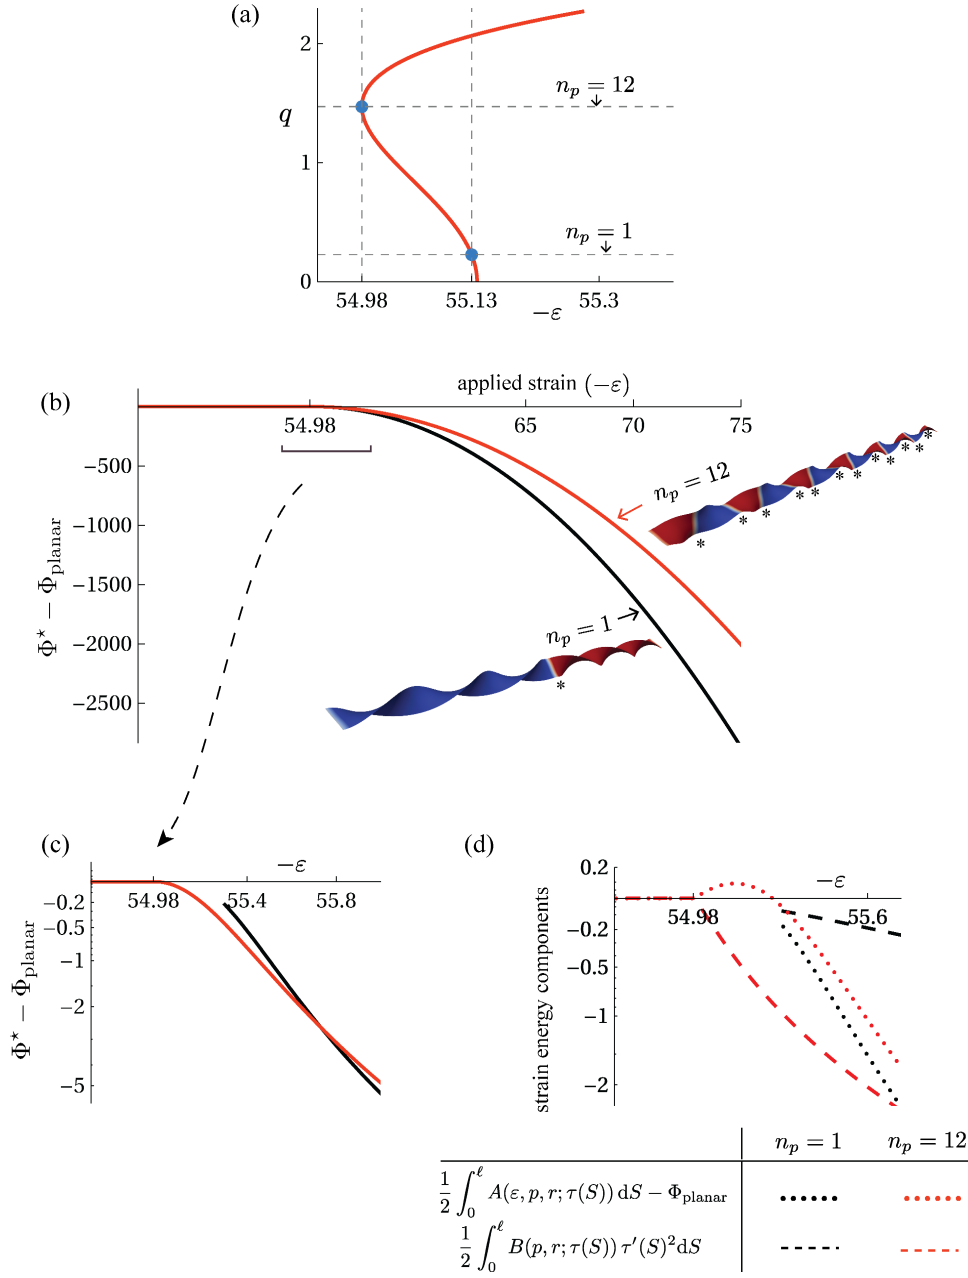 (a)
2
n_p = 12
↓
q
1
n_p = 1
↓
0
54.98
55.13
−ε
55.3
(b)
applied strain (−ε)
54.98
65
70
75
−500
−1000
−1500
−2000
−2500
Φ* − Φ_planar
n_p = 12
* * * * * * * * * * * *
n_p = 1 →
*
(c)
−ε
54.98
55.4
55.8
−0.2
−0.5
−1
−2
−5
Φ* − Φ_planar
(d)
0.2
−ε
54.98
55.6
−0.2
−0.5
−1
−2
strain energy components
n_p = 1 n_p = 12
1/2 ∫_0^ℓ A(ε, p, r; τ(S)) dS − Φ_planar
1/2 ∫_0^ℓ B(p, r; τ(S)) τ′(S)² dS